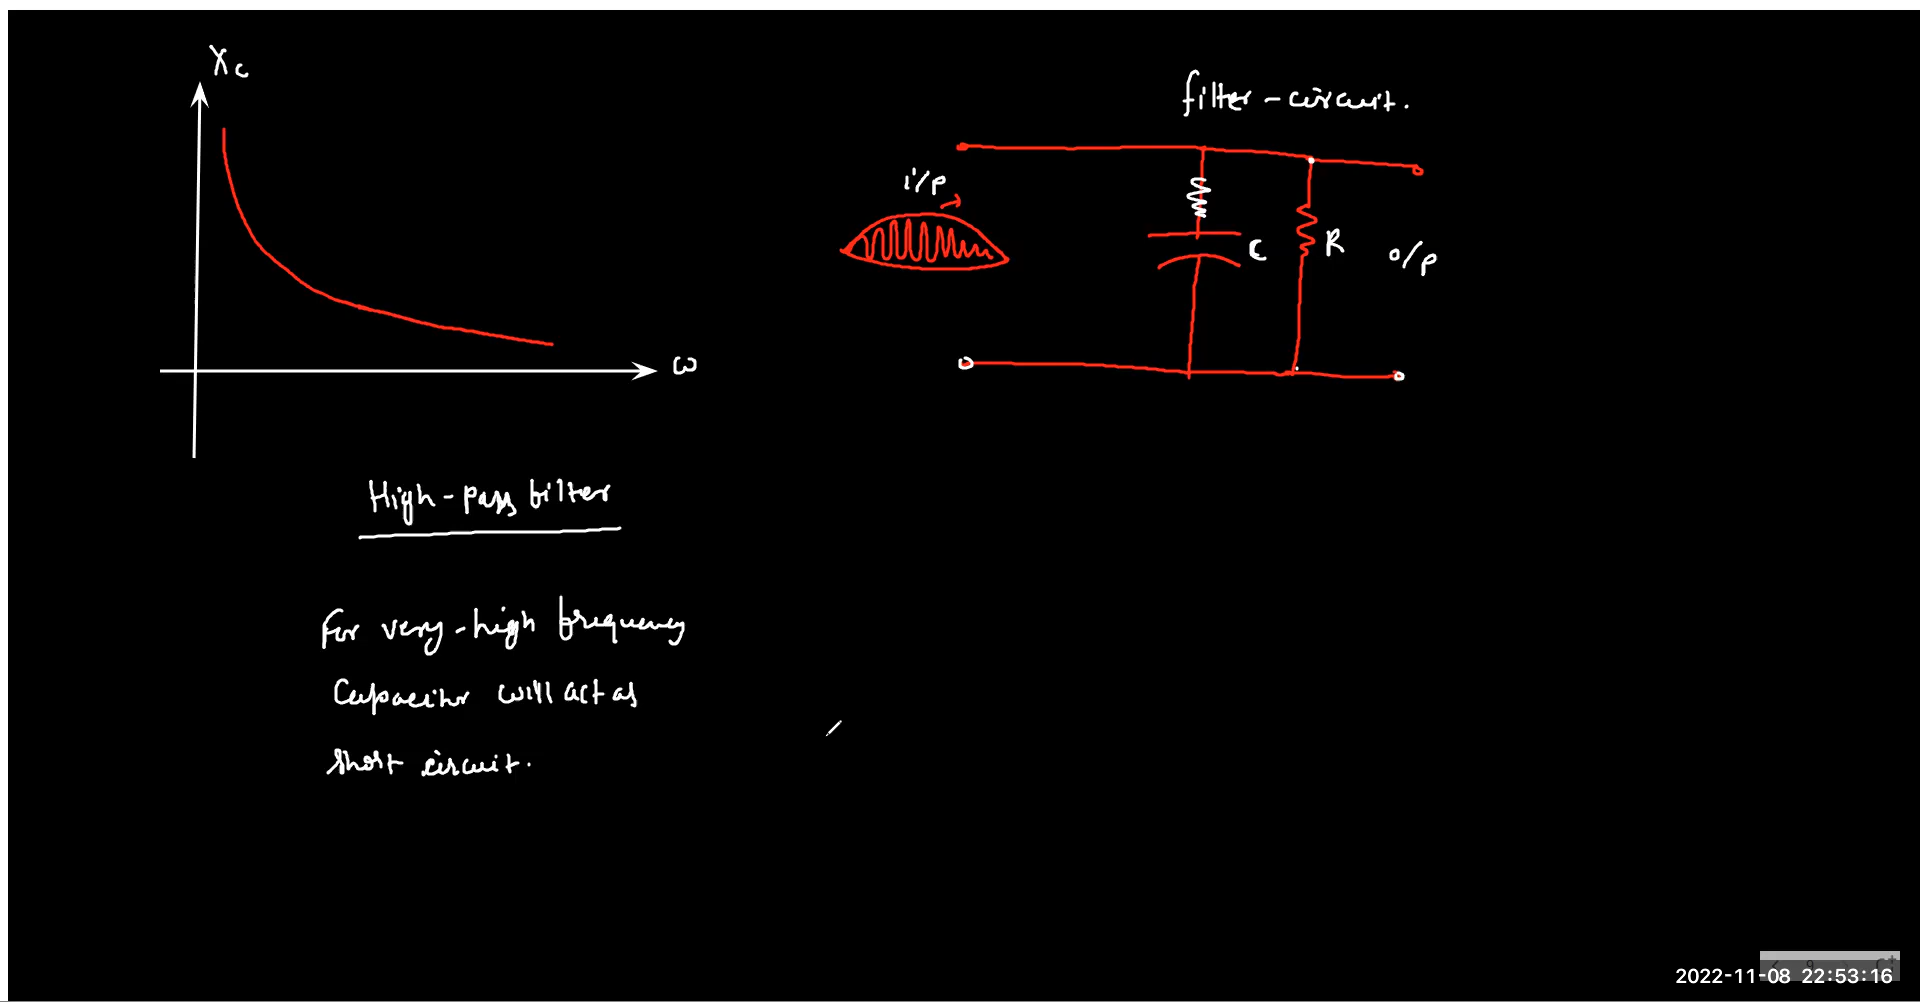 Xc
ω
filter-circuit.
i/p
C
R
o/p
High-pass filter
For very-high frequency
Capacitor will act as
short circuit.
2022-11-08 22:53:16